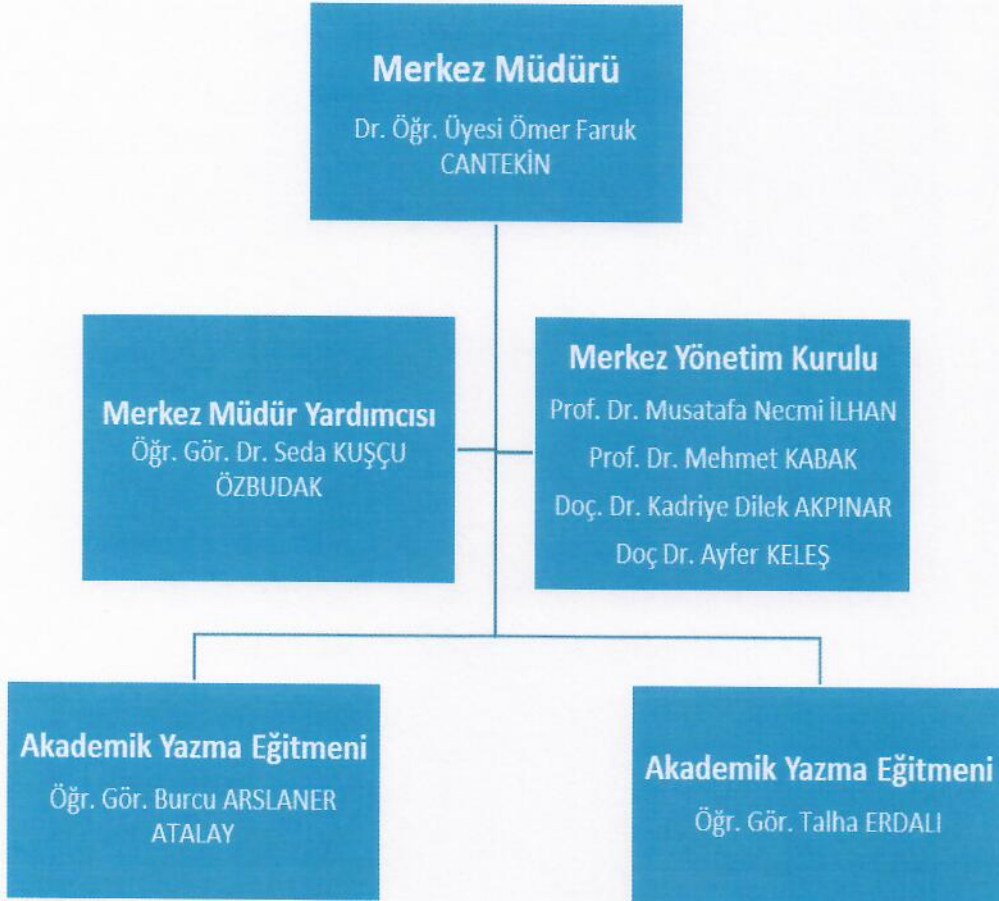 Merkez Müdürü
Dr. Öğr. Üyesi Ömer Faruk
CANTEKİN
Merkez Müdür Yardımcısı
Öğr. Gör. Dr. Seda KUŞÇU
ÖZBUDAK
Merkez Yönetim Kurulu
Prof. Dr. Musatafa Necmi İLHAN
Prof. Dr. Mehmet KABAK
Doç. Dr. Kadriye Dilek AKPINAR
Doç Dr. Ayfer KELEŞ
Akademik Yazma Eğitmeni
Öğr. Gör. Burcu ARSLANER
ATALAY
Akademik Yazma Eğitmeni
Öğr. Gör. Talha ERDALI